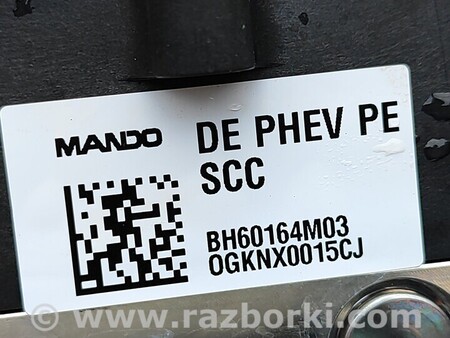 MANDO
DE PHEV PE
SCC
BH60164M03
OGKNX0015CJ
www.razborki.com